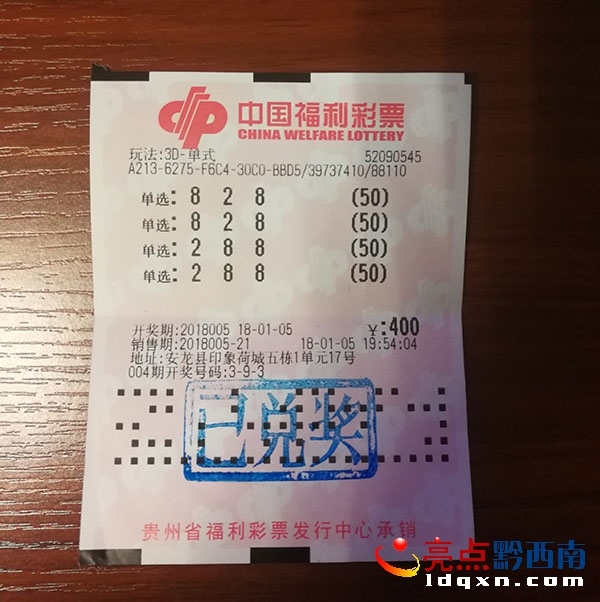 中国福利彩票
CHINA WELFARE LOTTERY
玩法:3D-单式 52090545
A213-6275-F6C4-30C0-BBD5/39737410/88110
单选: 8 2 8 (50)
单选: 8 2 8 (50)
单选: 2 8 8 (50)
单选: 2 8 8 (50)
开奖期:2018005 18-01-05 ¥:400
销售期:2018005-21 18-01-05 19:54:04
地址:安龙县印象荷城五栋1单元17号
004期开奖号码:3-9-3
已兑奖
贵州省福利彩票发行中心承销
亮点黔西南
ldqxn.com